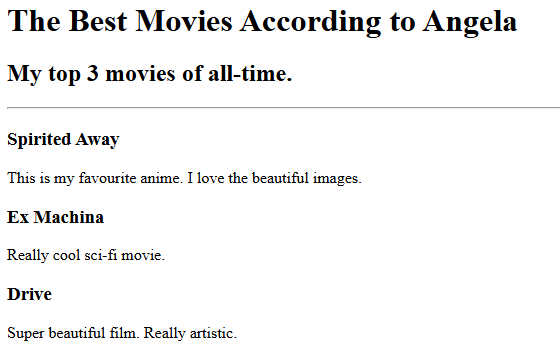 The Best Movies According to Angela
My top 3 movies of all-time.
Spirited Away
This is my favourite anime. I love the beautiful images.
Ex Machina
Really cool sci-fi movie.
Drive
Super beautiful film. Really artistic.